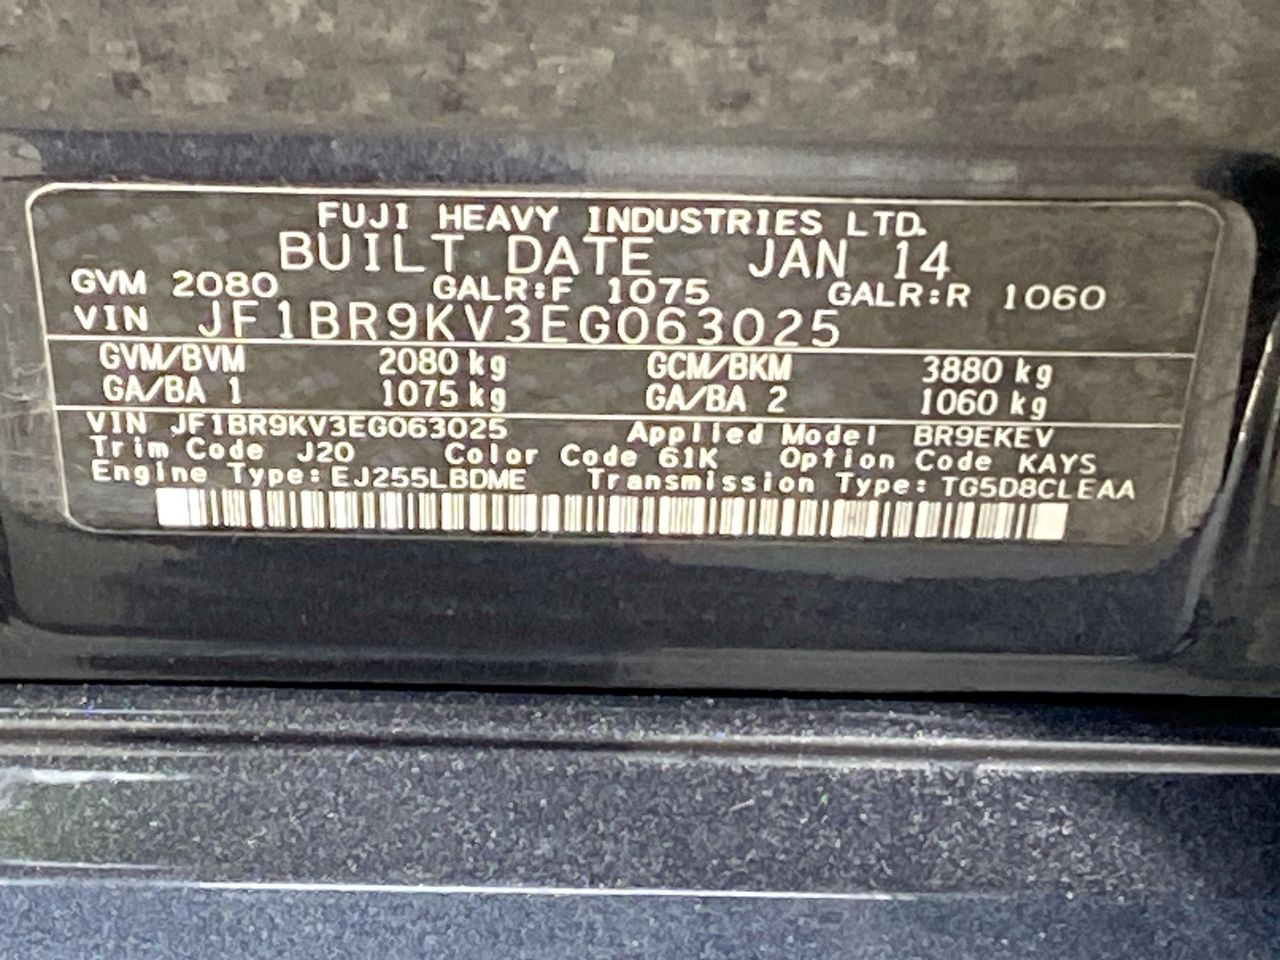 FUJI HEAVY INDUSTRIES LTD.
BUILT DATE JAN 14
GVM 2080 GALR:F 1075 GALR:R 1060
VIN JF1BR9KV3EG063025
GVM/BVM 2080 kg GCM/BKM 3880 kg
GA/BA 1 1075 kg GA/BA 2 1060 kg
VIN JF1BR9KV3EG063025 Applied Model BR9EKEV
Trim Code J20 Color Code 61K Option Code KAYS
Engine Type: EJ255LBDME Transmission Type: TG5D8CLEAA